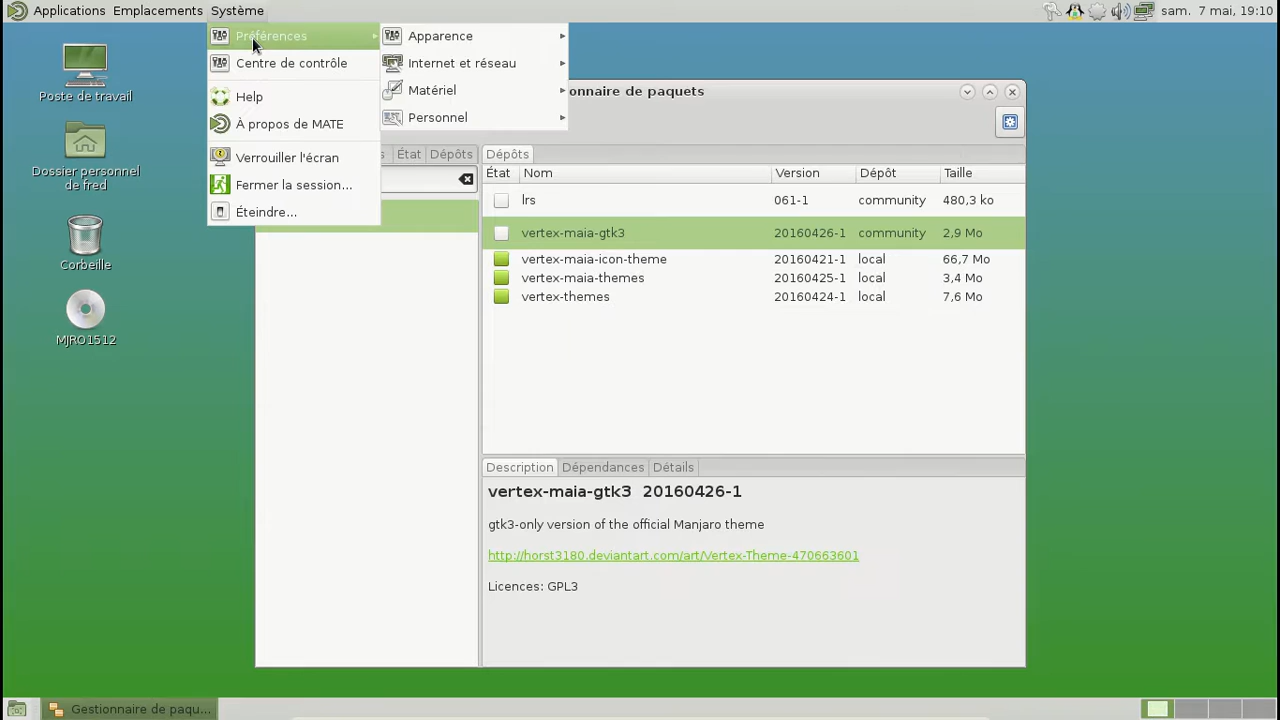 Applications Emplacements Système
sam. 7 mai, 19:10
Préférences
Centre de contrôle
Help
À propos de MATE
Verrouiller l'écran
Fermer la session...
Éteindre...
Apparence
Internet et réseau
Matériel
Personnel
Poste de travail
Dossier personnel
de fred
Corbeille
MJRO1512
onnaire de paquets
s État Dépôts
Dépôts
État Nom Version Dépôt Taille
lrs 061-1 community 480,3 ko
vertex-maia-gtk3 20160426-1 community 2,9 Mo
vertex-maia-icon-theme 20160421-1 local 66,7 Mo
vertex-maia-themes 20160425-1 local 3,4 Mo
vertex-themes 20160424-1 local 7,6 Mo
Description Dépendances Détails
vertex-maia-gtk3 20160426-1
gtk3-only version of the official Manjaro theme
http://horst3180.deviantart.com/art/Vertex-Theme-470663601
Licences: GPL3
Gestionnaire de paqu...